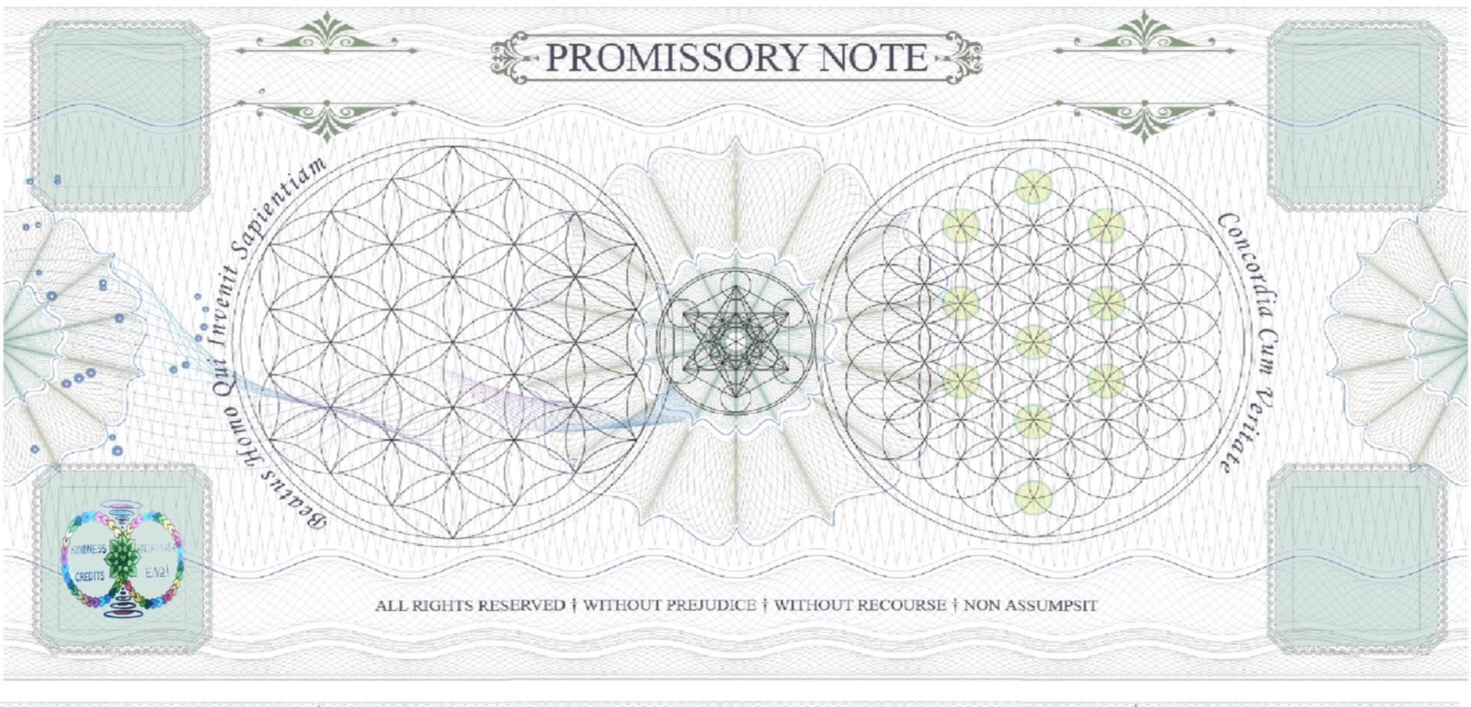 PROMISSORY NOTE
Beatus Homo Qui Invenit Sapientiam
Concordia Cum Veritate
KINDNESS
CREDITS
ΕΛΩΙ
ALL RIGHTS RESERVED † WITHOUT PREJUDICE † WITHOUT RECOURSE † NON ASSUMPSIT